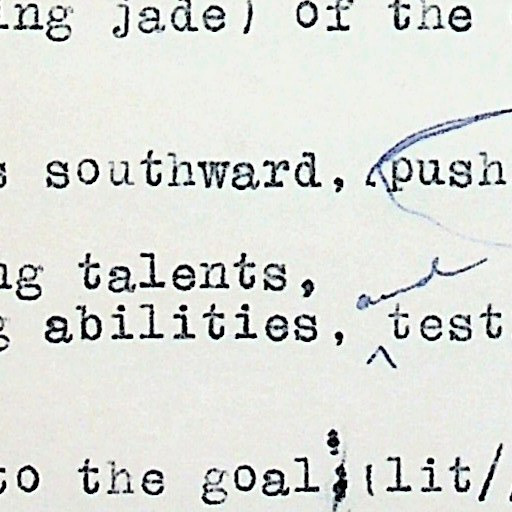 ing jade) of the
s southward, push
ng talents,
and
g abilities, test
to the goal; (lit/